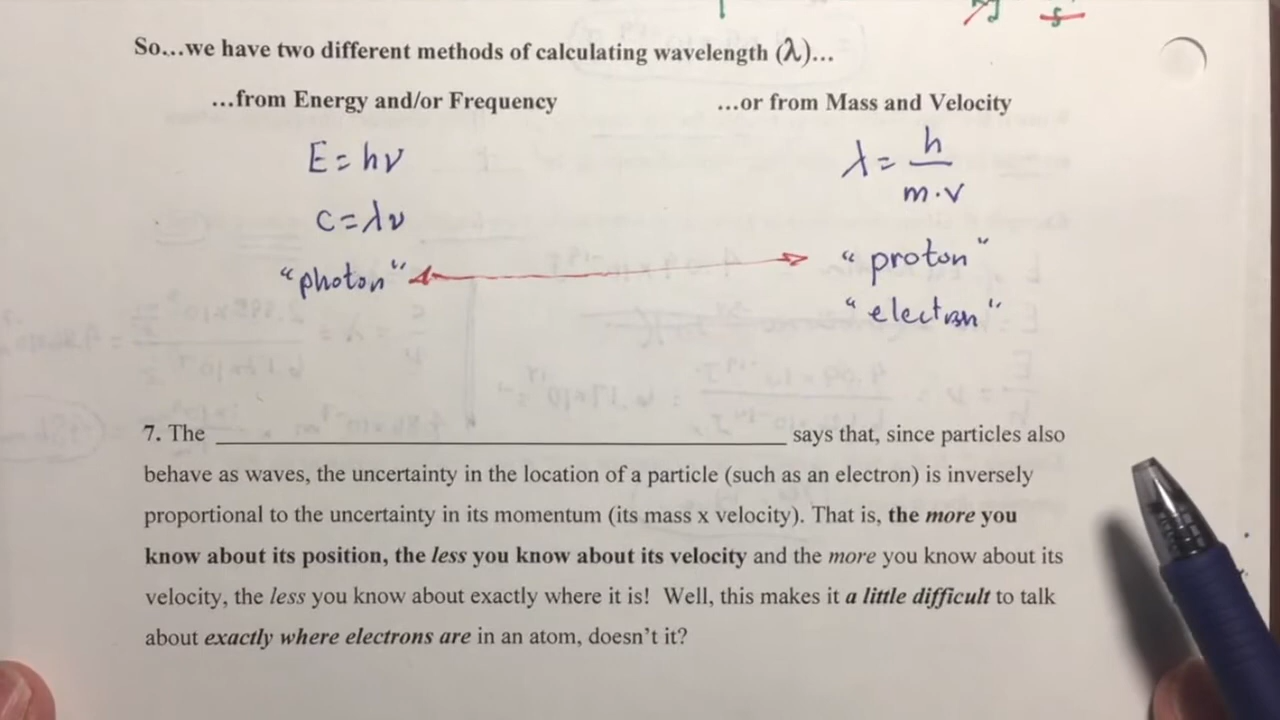 So...we have two different methods of calculating wavelength (λ)...
...from Energy and/or Frequency ...or from Mass and Velocity
E = hν λ = h / m·v
c = λν
"photon" "proton"
"electron"
7. The ______________________________ says that, since particles also
behave as waves, the uncertainty in the location of a particle (such as an electron) is inversely
proportional to the uncertainty in its momentum (its mass x velocity). That is, the more you
know about its position, the less you know about its velocity and the more you know about its
velocity, the less you know about exactly where it is! Well, this makes it a little difficult to talk
about exactly where electrons are in an atom, doesn't it?